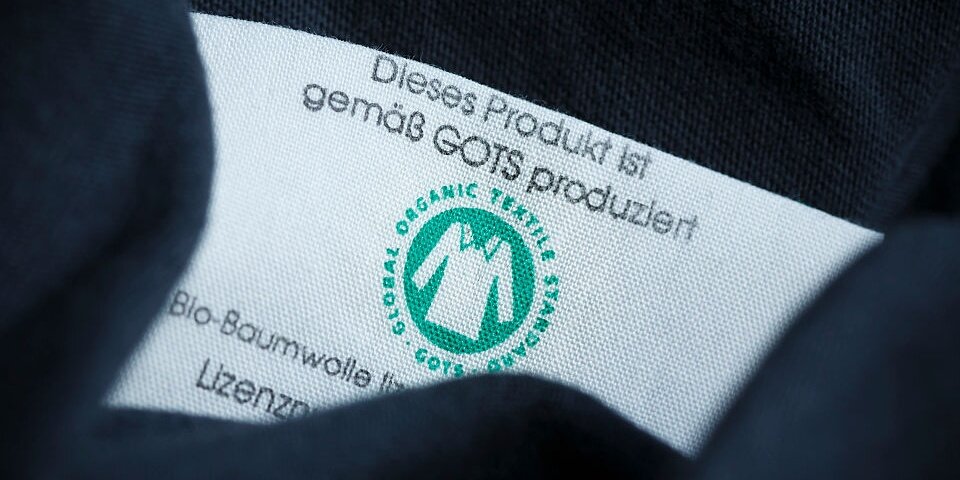 Dieses Produkt ist
gemäß GOTS produziert
GLOBAL ORGANIC TEXTILE STANDARD · GOTS ·
Bio-Baumwolle